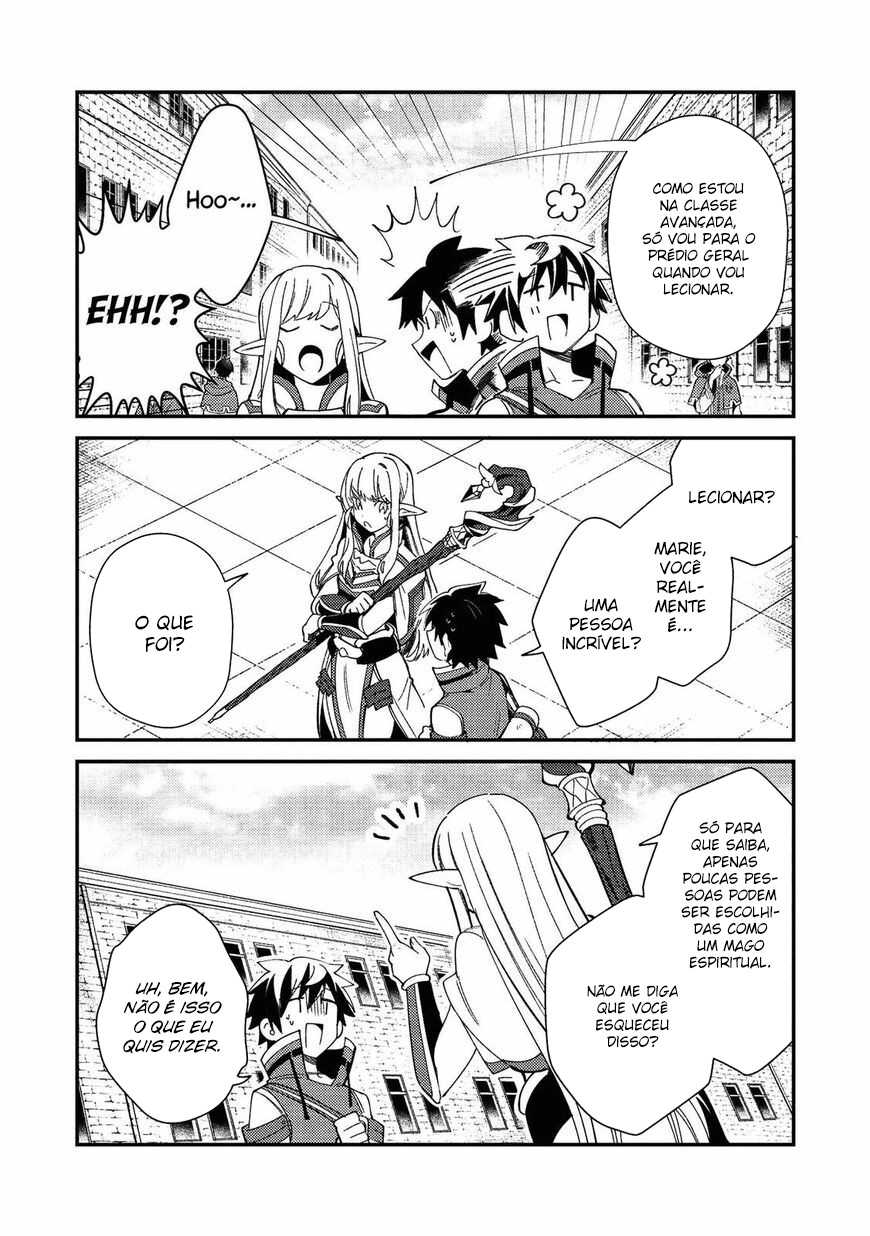 COMO ESTOU
NA CLASSE
AVANÇADA,
SÓ VOU PARA O
PRÉDIO GERAL
QUANDO VOU
LECIONAR.
Hoo~...
EHH!?
LECIONAR?
MARIE,
VOCÊ
REAL-
MENTE
É...
UMA
PESSOA
INCRÍVEL?
O QUE
FOI?
SÓ PARA
QUE SAIBA,
APENAS
POUCAS PES-
SOAS PODEM
SER ESCOLHI-
DAS COMO
UM MAGO
ESPIRITUAL.
NÃO ME DIGA
QUE VOCÊ
ESQUECEU
DISSO?
UH, BEM,
NÃO É ISSO
O QUE EU
QUIS DIZER.